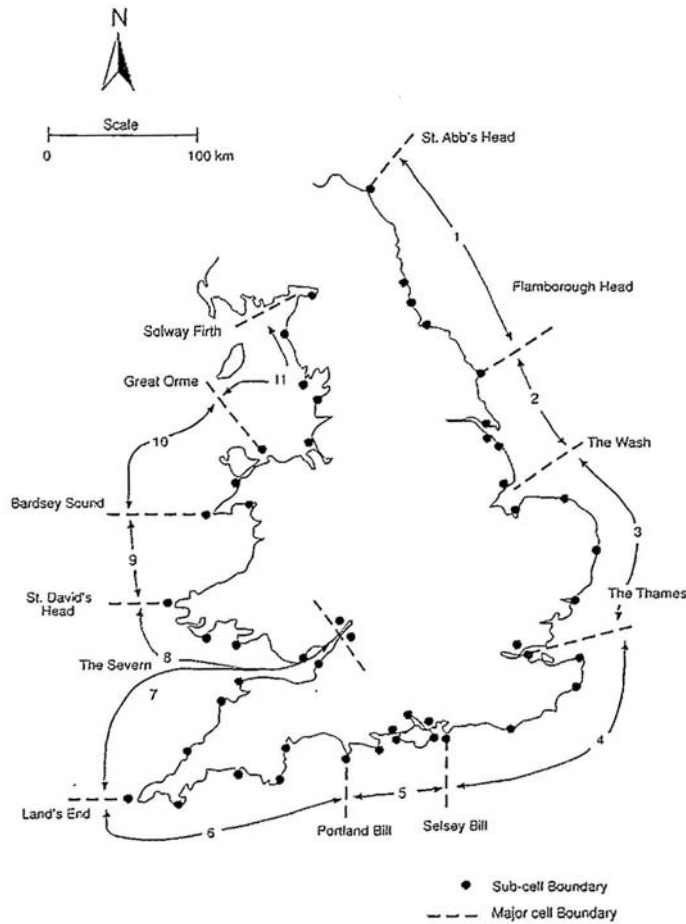 N
Scale
0
100 km
St. Abb's Head
1
Flamborough Head
Solway Firth
Great Orme
11
2
10
The Wash
Bardsey Sound
3
9
St. David's
Head
The Thames
The Severn
8
7
4
Land's End
6
5
Portland Bill
Selsey Bill
Sub-cell Boundary
Major cell Boundary